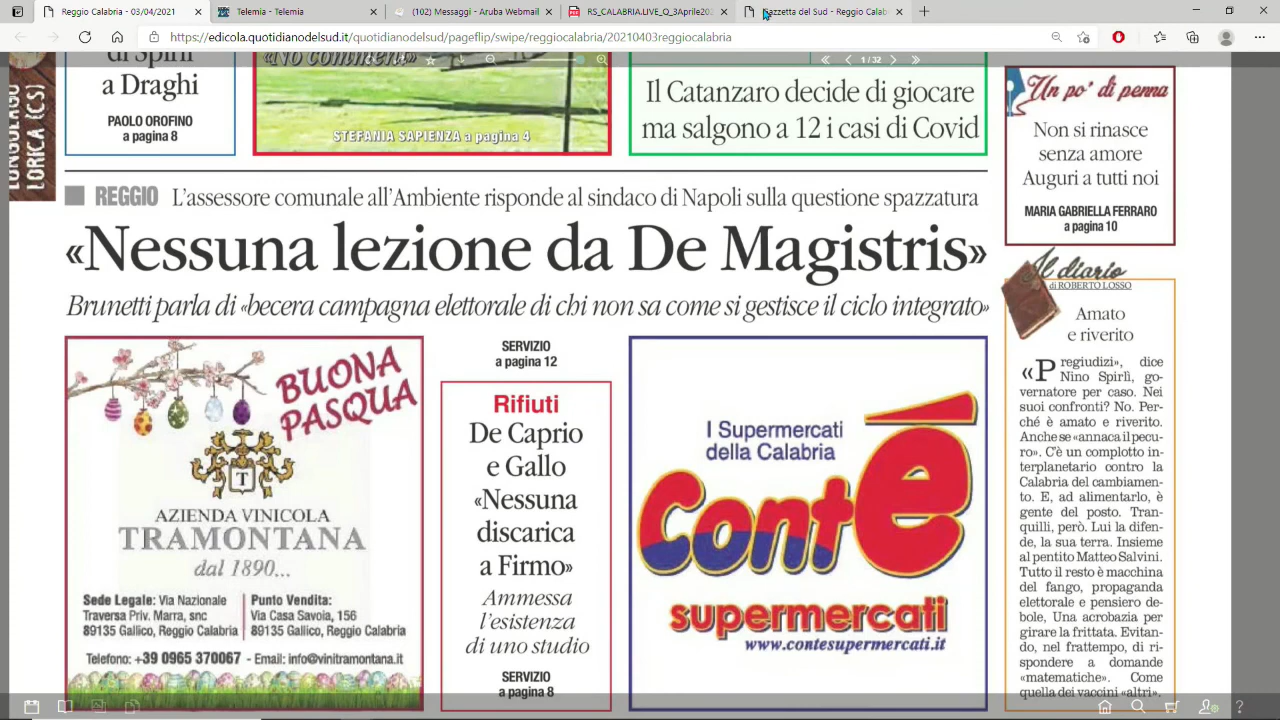 Reggio Calabria - 03/04/2021
Telemia - Telemia
(102) Messaggi - Aruba Webmail
RS_CALABRIA.LIVE_O_3Aprile202
Gazzetta del Sud - Reggio Calab
https://edicola.quotidianodelsud.it/quotidianodelsud/pageflip/swipe/reggiocalabria/20210403reggiocalabria
1/32
LONGOBUCO
LORICA (CS)
di Spirlì
a Draghi
PAOLO OROFINO
a pagina 8
«No comment»
STEFANIA SAPIENZA a pagina 4
Il Catanzaro decide di giocare
ma salgono a 12 i casi di Covid
Un po' di penna
Non si rinasce
senza amore
Auguri a tutti noi
MARIA GABRIELLA FERRARO
a pagina 10
REGGIO L'assessore comunale all'Ambiente risponde al sindaco di Napoli sulla questione spazzatura
«Nessuna lezione da De Magistris»
Brunetti parla di «becera campagna elettorale di chi non sa come si gestisce il ciclo integrato»
BUONA
PASQUA
T
AZIENDA VINICOLA
TRAMONTANA
dal 1890...
Sede Legale: Via Nazionale
Traversa Priv. Marra, snc
89135 Gallico, Reggio Calabria
Punto Vendita:
Via Casa Savoia, 156
89135 Gallico, Reggio Calabria
Telefono: +39 0965 370067 - Email: info@vinitramontana.it
SERVIZIO
a pagina 12
Rifiuti
De Caprio
e Gallo
«Nessuna
discarica
a Firmo»
Ammessa
l'esistenza
di uno studio
SERVIZIO
a pagina 8
I Supermercati
della Calabria
Contè
supermercati
www.contesupermercati.it
Il diario
di ROBERTO LOSSO
Amato
e riverito
«Pregiudizi», dice
Nino Spirlì, go-
vernatore per caso. Nei
suoi confronti? No. Per-
ché è amato e riverito.
Anche se «annaca il pecu-
ro». C'è un complotto in-
terplanetario contro la
Calabria del cambiamen-
to. E, ad alimentarlo, è
gente del posto. Tran-
quilli, però. Lui la difen-
de, la sua terra. Insieme
al pentito Matteo Salvini.
Tutto il resto è macchina
del fango, propaganda
elettorale e pensiero de-
bole, Una acrobazia per
girare la frittata. Evitan-
do, nel frattempo, di ri-
spondere a domande
«matematiche». Come
quella dei vaccini «altri».